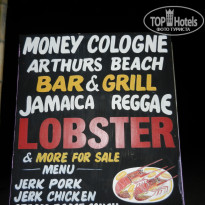 TOP HOTELS
ФОТО ТУРИСТА
MONEY COLOGNE
ARTHURS BEACH
BAR & GRILL
JAMAICA REGGAE
LOBSTER
& MORE FOR SALE
MENU
JERK PORK
JERK CHICKEN